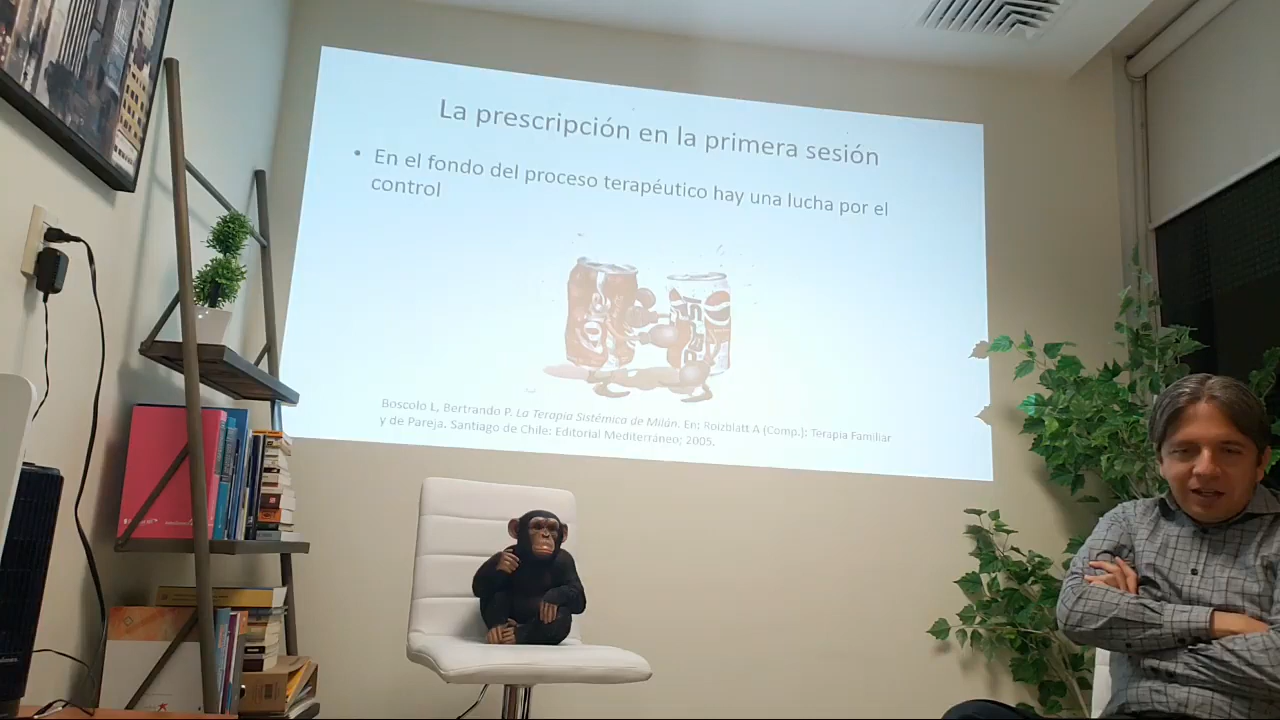 La prescripción en la primera sesión
• En el fondo del proceso terapéutico hay una lucha por el
control
PEPSI
Boscolo L, Bertrando P. La Terapia Sistémica de Milán. En: Roizblatt A (Comp.): Terapia Familiar
y de Pareja. Santiago de Chile: Editorial Mediterráneo; 2005.